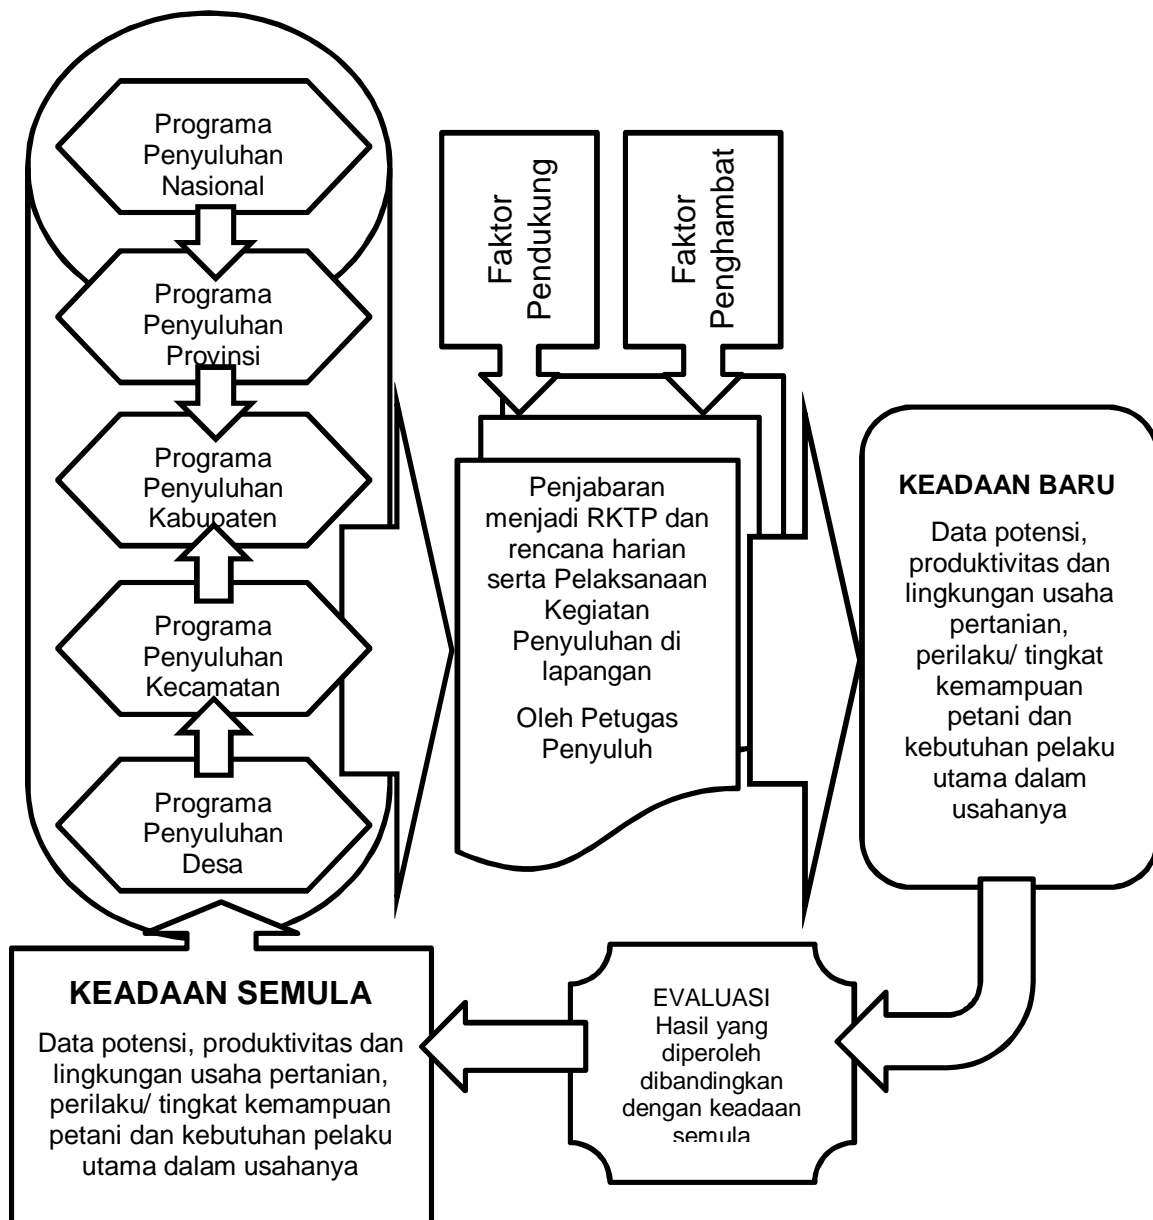 Programa
Penyuluhan
Nasional
Programa
Penyuluhan
Provinsi
Programa
Penyuluhan
Kabupaten
Programa
Penyuluhan
Kecamatan
Programa
Penyuluhan
Desa
Faktor
Pendukung
Faktor
Penghambat
Penjabaran
menjadi RKTP dan
rencana harian
serta Pelaksanaan
Kegiatan
Penyuluhan di
lapangan
Oleh Petugas
Penyuluh
KEADAAN BARU
Data potensi,
produktivitas dan
lingkungan usaha
pertanian,
perilaku/ tingkat
kemampuan
petani dan
kebutuhan pelaku
utama dalam
usahanya
EVALUASI
Hasil yang
diperoleh
dibandingkan
dengan keadaan
semula
KEADAAN SEMULA
Data potensi, produktivitas dan
lingkungan usaha pertanian,
perilaku/ tingkat kemampuan
petani dan kebutuhan pelaku
utama dalam usahanya